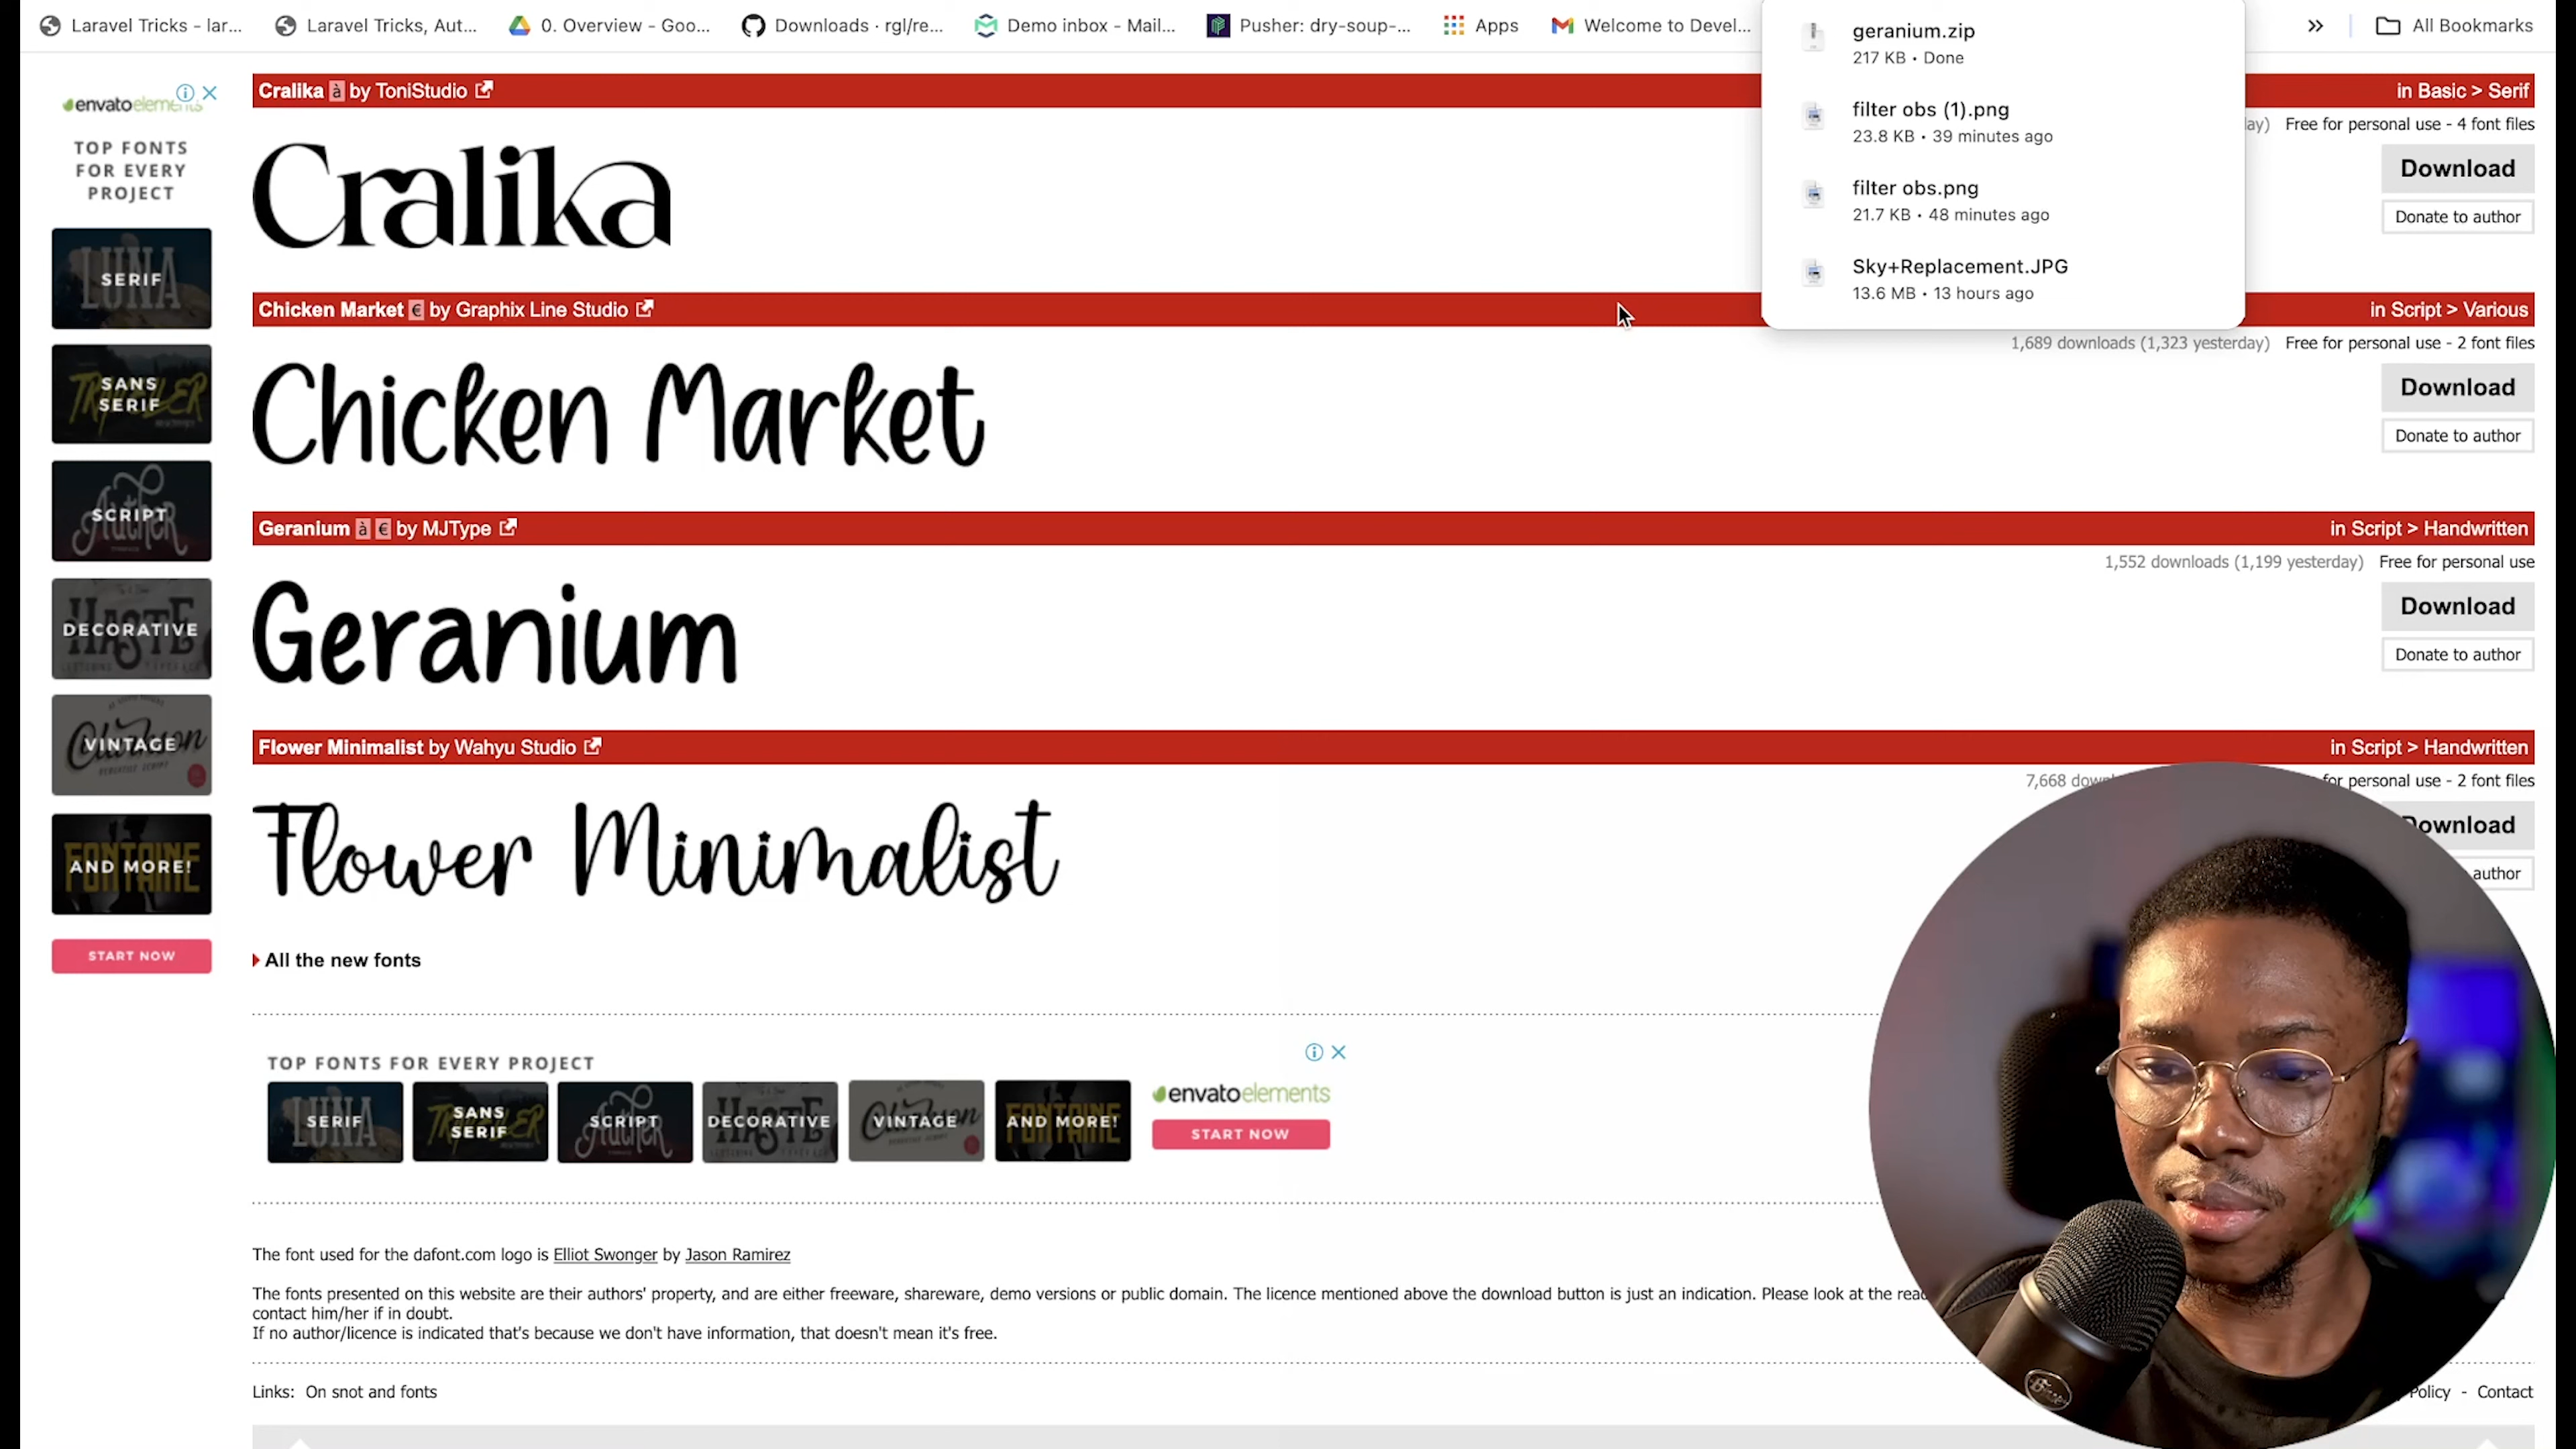 Laravel Tricks - lar...
Laravel Tricks, Aut...
0. Overview - Goo...
Downloads · rgl/re...
Demo inbox - Mail...
Pusher: dry-soup-...
Apps
Welcome to Devel...
»
All Bookmarks
geranium.zip
217 KB • Done
filter obs (1).png
23.8 KB • 39 minutes ago
filter obs.png
21.7 KB • 48 minutes ago
Sky+Replacement.JPG
13.6 MB • 13 hours ago
envatoelements
TOP FONTS
FOR EVERY
PROJECT
LUNA
SERIF
SANS
SERIF
SCRIPT
HASTE
DECORATIVE
VINTAGE
FONTAINE
AND MORE!
START NOW
Cralika à by ToniStudio
in Basic > Serif
ay) Free for personal use - 4 font files
Cralika
Download
Donate to author
Chicken Market € by Graphix Line Studio
in Script > Various
1,689 downloads (1,323 yesterday) Free for personal use - 2 font files
Chicken Market
Download
Donate to author
Geranium à € by MJType
in Script > Handwritten
1,552 downloads (1,199 yesterday) Free for personal use
Geranium
Download
Donate to author
Flower Minimalist by Wahyu Studio
in Script > Handwritten
7,668 for personal use - 2 font files
Flower Minimalist
Download
author
All the new fonts
TOP FONTS FOR EVERY PROJECT
LUNA
SERIF
SANS
SERIF
SCRIPT
HASTE
DECORATIVE
VINTAGE
FONTAINE
AND MORE!
envatoelements
START NOW
The font used for the dafont.com logo is Elliot Swonger by Jason Ramirez
The fonts presented on this website are their authors' property, and are either freeware, shareware, demo versions or public domain. The licence mentioned above the download button is just an indication. Please look at the
contact him/her if in doubt.
If no author/licence is indicated that's because we don't have information, that doesn't mean it's free.
Links: On snot and fonts
Policy - Contact